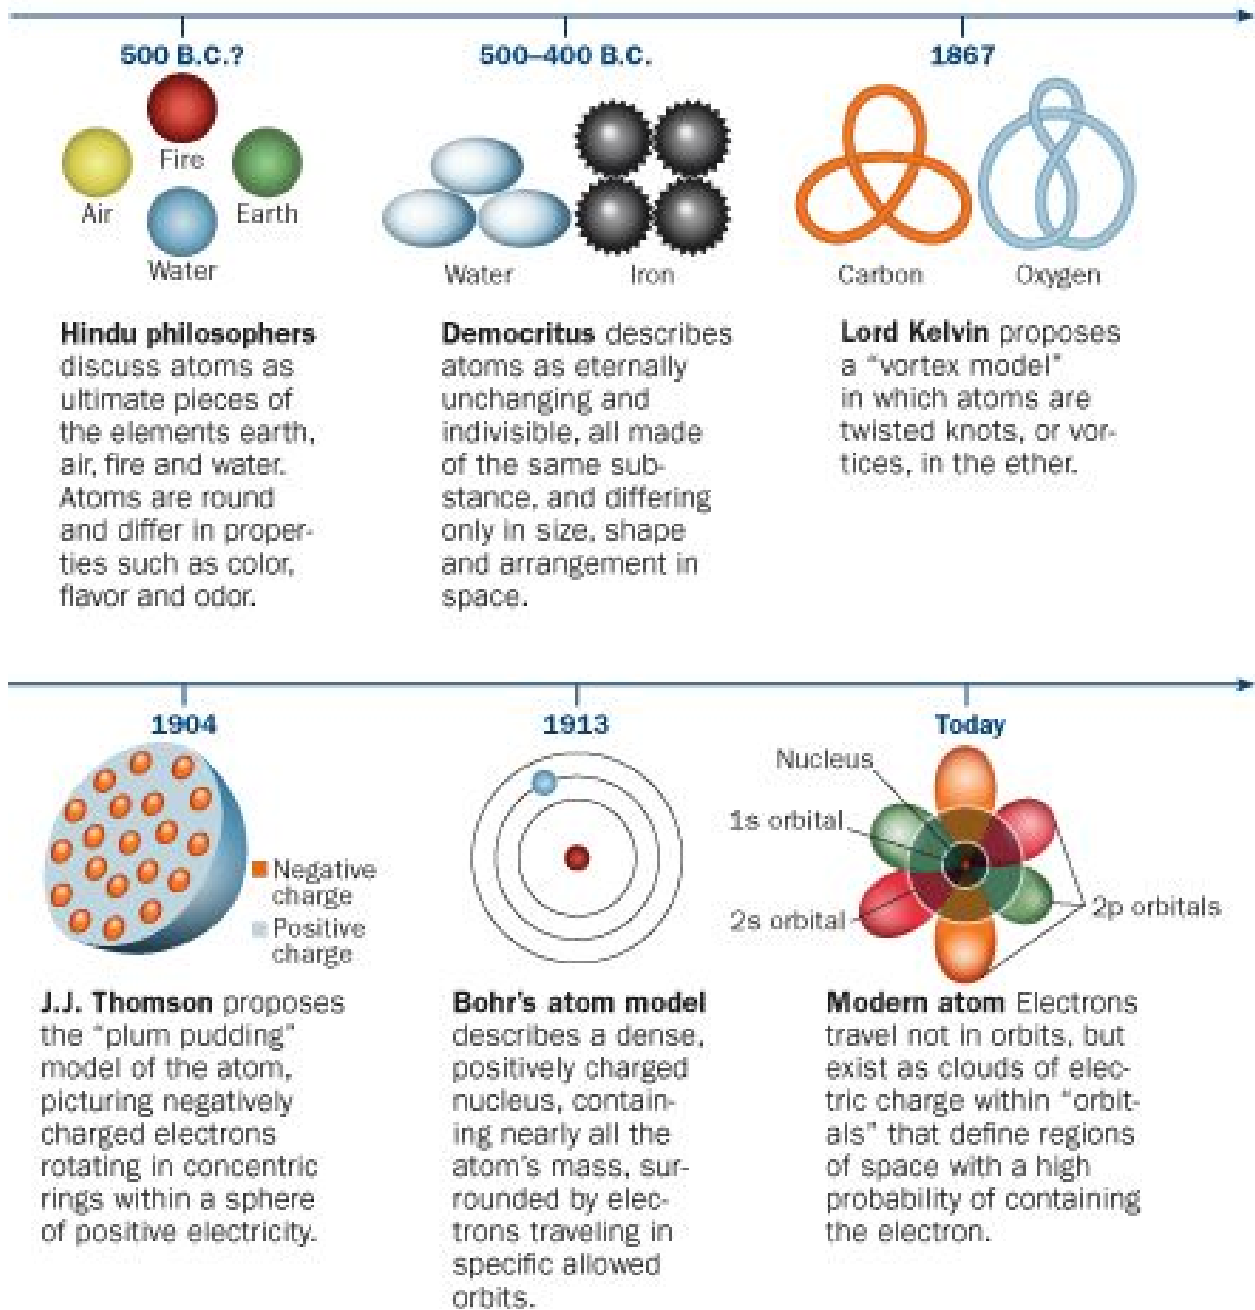 500 B.C.?
Fire
Air
Earth
Water
Hindu philosophers
discuss atoms as
ultimate pieces of
the elements earth,
air, fire and water.
Atoms are round
and differ in proper-
ties such as color,
flavor and odor.
500–400 B.C.
Water
Iron
Democritus describes
atoms as eternally
unchanging and
indivisible, all made
of the same sub-
stance, and differing
only in size, shape
and arrangement in
space.
1867
Carbon
Oxygen
Lord Kelvin proposes
a “vortex model”
in which atoms are
twisted knots, or vor-
tices, in the ether.
1904
Negative
charge
Positive
charge
J.J. Thomson proposes
the “plum pudding”
model of the atom,
picturing negatively
charged electrons
rotating in concentric
rings within a sphere
of positive electricity.
1913
Bohr’s atom model
describes a dense,
positively charged
nucleus, contain-
ing nearly all the
atom’s mass, sur-
rounded by elec-
trons traveling in
specific allowed
orbits.
Today
Nucleus
1s orbital
2s orbital
2p orbitals
Modern atom Electrons
travel not in orbits, but
exist as clouds of elec-
tric charge within “orbit-
als” that define regions
of space with a high
probability of containing
the electron.